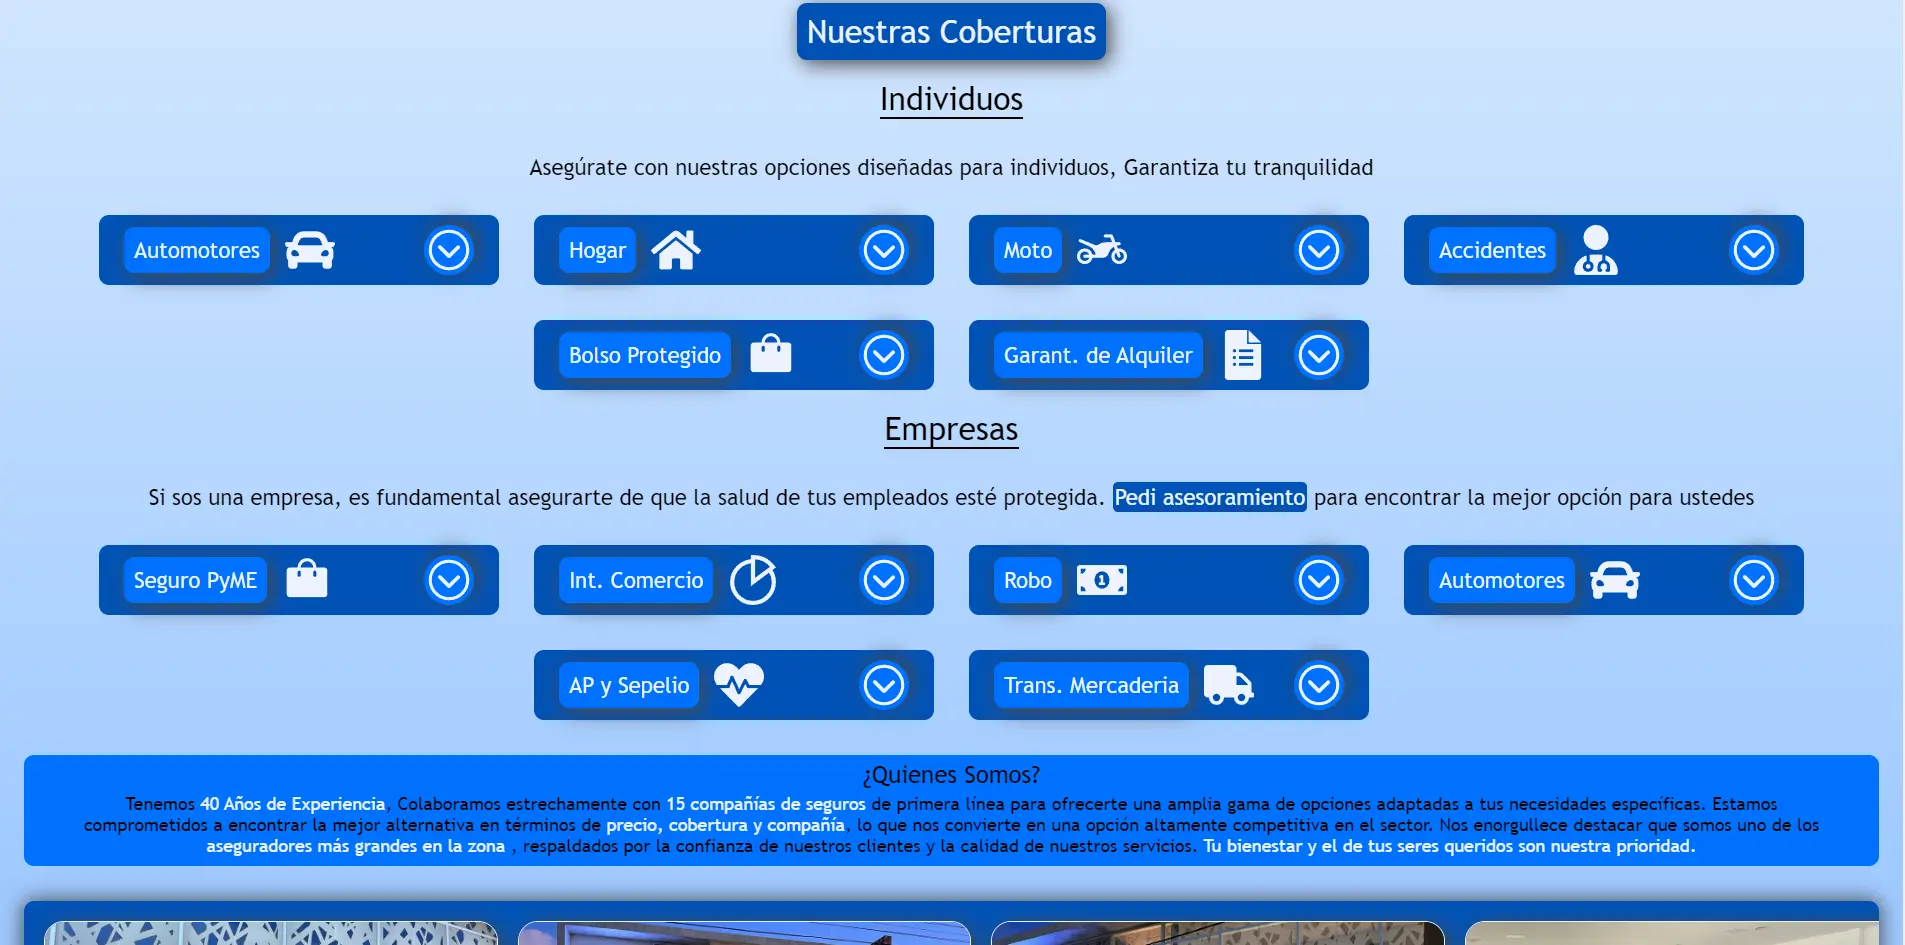 Nuestras Coberturas
Individuos
Asegúrate con nuestras opciones diseñadas para individuos, Garantiza tu tranquilidad
Automotores
Hogar
Moto
Accidentes
Bolso Protegido
Garant. de Alquiler
Empresas
Si sos una empresa, es fundamental asegurarte de que la salud de tus empleados esté protegida. Pedi asesoramiento para encontrar la mejor opción para ustedes
Seguro PyME
Int. Comercio
Robo
1
Automotores
AP y Sepelio
Trans. Mercaderia
¿Quienes Somos?
Tenemos 40 Años de Experiencia, Colaboramos estrechamente con 15 compañías de seguros de primera línea para ofrecerte una amplia gama de opciones adaptadas a tus necesidades específicas. Estamos
comprometidos a encontrar la mejor alternativa en términos de precio, cobertura y compañía, lo que nos convierte en una opción altamente competitiva en el sector. Nos enorgullece destacar que somos uno de los
aseguradores más grandes en la zona , respaldados por la confianza de nuestros clientes y la calidad de nuestros servicios. Tu bienestar y el de tus seres queridos son nuestra prioridad.